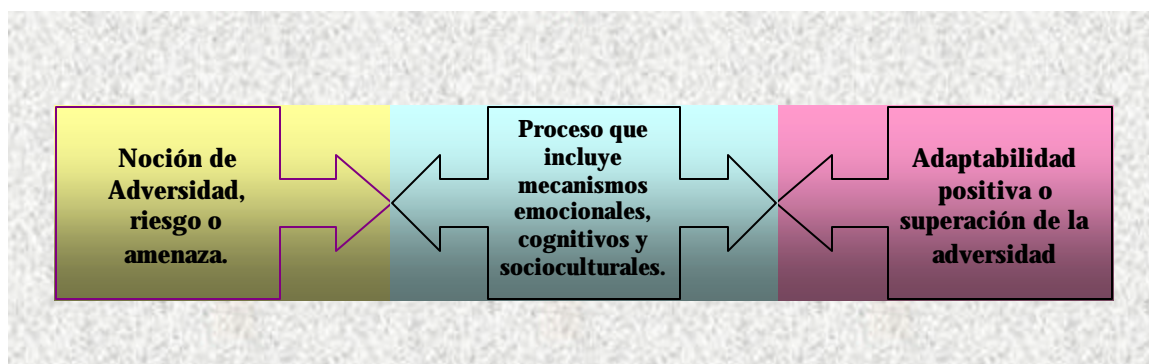 Noción de
Adversidad,
riesgo o
amenaza.
Proceso que
incluye
mecanismos
emocionales,
cognitivos y
socioculturales.
Adaptabilidad
positiva o
superación de la
adversidad